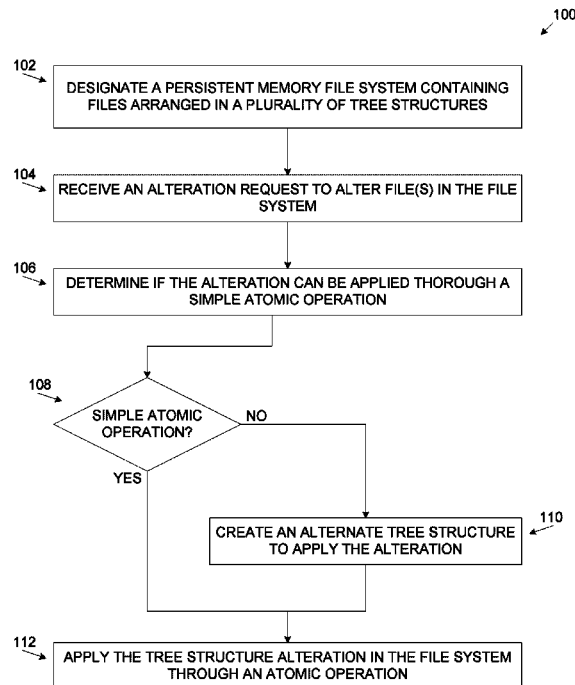 100
102
DESIGNATE A PERSISTENT MEMORY FILE SYSTEM CONTAINING
FILES ARRANGED IN A PLURALITY OF TREE STRUCTURES
104
RECEIVE AN ALTERATION REQUEST TO ALTER FILE(S) IN THE FILE
SYSTEM
106
DETERMINE IF THE ALTERATION CAN BE APPLIED THOROUGH A
SIMPLE ATOMIC OPERATION
108
SIMPLE ATOMIC
OPERATION?
NO
YES
110
CREATE AN ALTERNATE TREE STRUCTURE
TO APPLY THE ALTERATION
112
APPLY THE TREE STRUCTURE ALTERATION IN THE FILE SYSTEM
THROUGH AN ATOMIC OPERATION